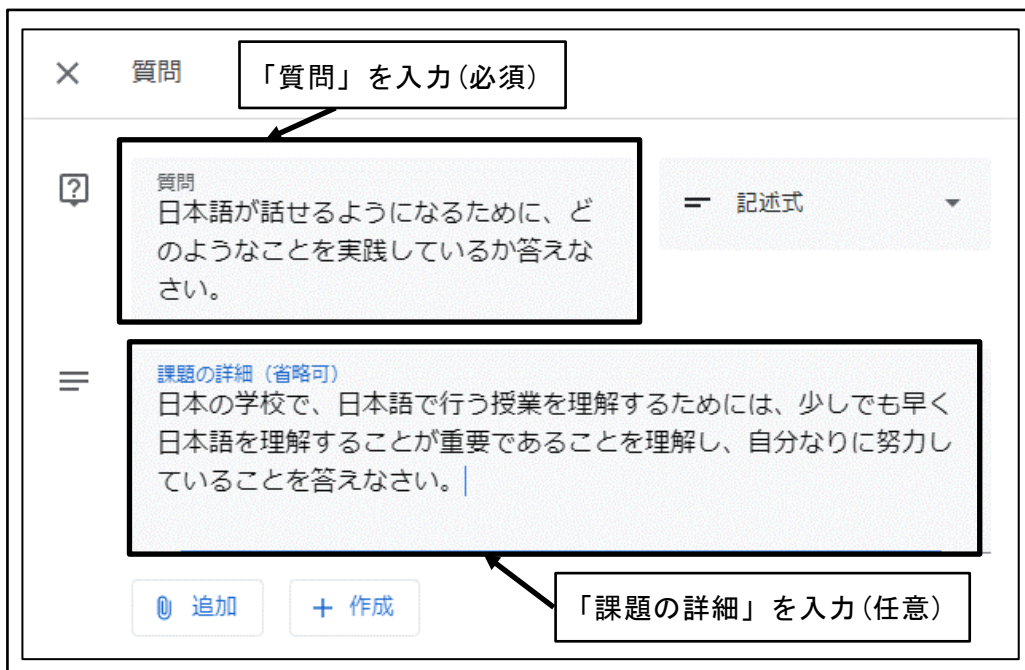 質問
「質問」を入力(必須)
質問
日本語が話せるようになるために、ど
のようなことを実践しているか答えな
さい。
記述式
課題の詳細（省略可）
日本の学校で、日本語で行う授業を理解するためには、少しでも早く
日本語を理解することが重要であることを理解し、自分なりに努力し
ていることを答えなさい。
追加
作成
「課題の詳細」を入力(任意)